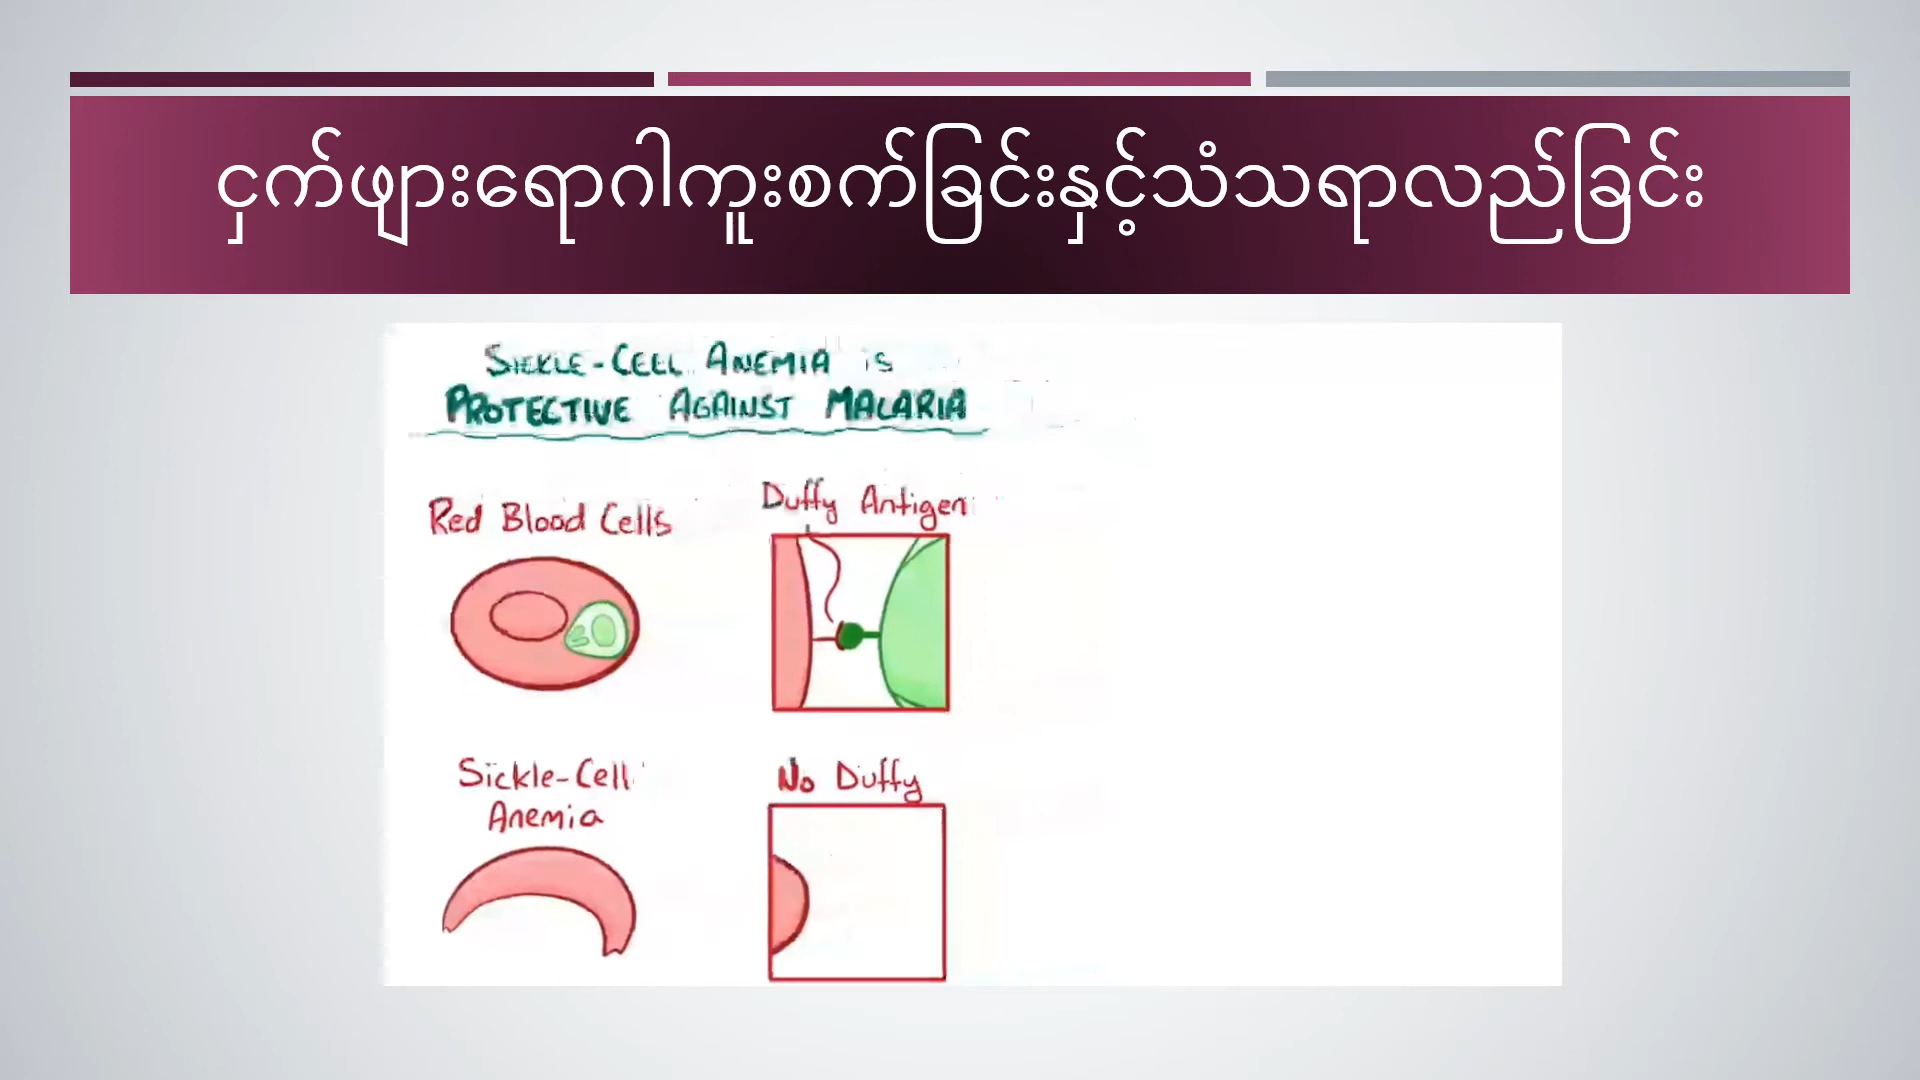 ငှက်ဖျားရောဂါကူးစက်ခြင်းနှင့်သံသရာလည်ခြင်း
SICKLE-CELL ANEMIA is
PROTECTIVE AGAINST MALARIA
Red Blood Cells
Duffy Antigen
Sickle-Cell
Anemia
No Duffy